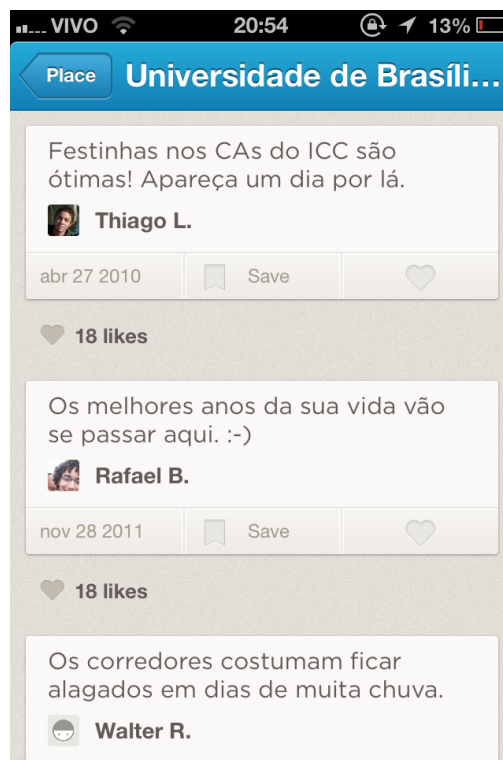 VIVO 20:54 13%
Place Universidade de Brasíli...
Festinhas nos CAs do ICC são
ótimas! Apareça um dia por lá.
Thiago L.
abr 27 2010 Save
18 likes
Os melhores anos da sua vida vão
se passar aqui. :-)
Rafael B.
nov 28 2011 Save
18 likes
Os corredores costumam ficar
alagados em dias de muita chuva.
Walter R.